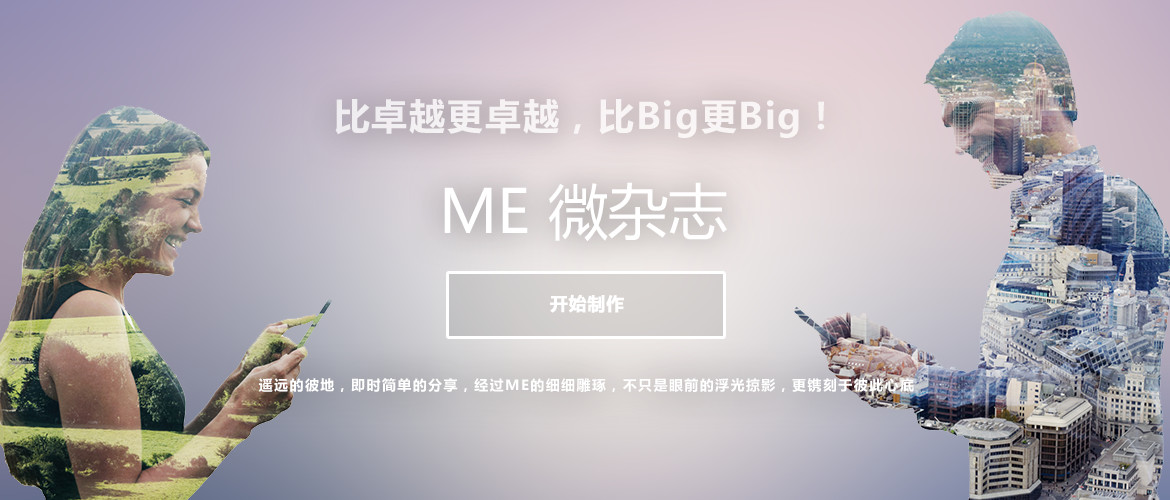 比卓越更卓越，比Big更Big！
ME 微杂志
开始制作
遥远的彼地，即时简单的分享，经过ME的细细雕琢，不只是眼前的浮光掠影，更镌刻于彼此心底